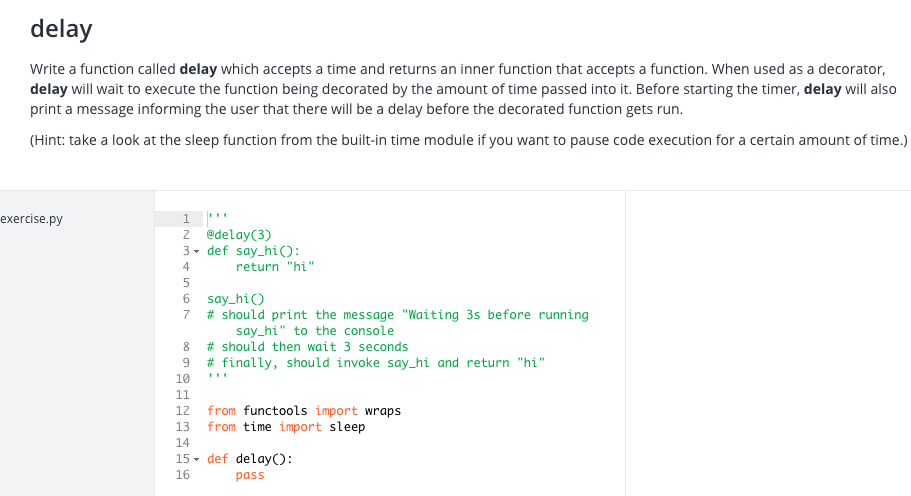 delay
Write a function called delay which accepts a time and returns an inner function that accepts a function. When used as a decorator,
delay will wait to execute the function being decorated by the amount of time passed into it. Before starting the timer, delay will also
print a message informing the user that there will be a delay before the decorated function gets run.
(Hint: take a look at the sleep function from the built-in time module if you want to pause code execution for a certain amount of time.)
exercise.py
1 '''
2 @delay(3)
3 def say_hi():
4     return "hi"
5
6 say_hi()
7 # should print the message "Waiting 3s before running
    say_hi" to the console
8 # should then wait 3 seconds
9 # finally, should invoke say_hi and return "hi"
10 '''
11
12 from functools import wraps
13 from time import sleep
14
15 def delay():
16     pass